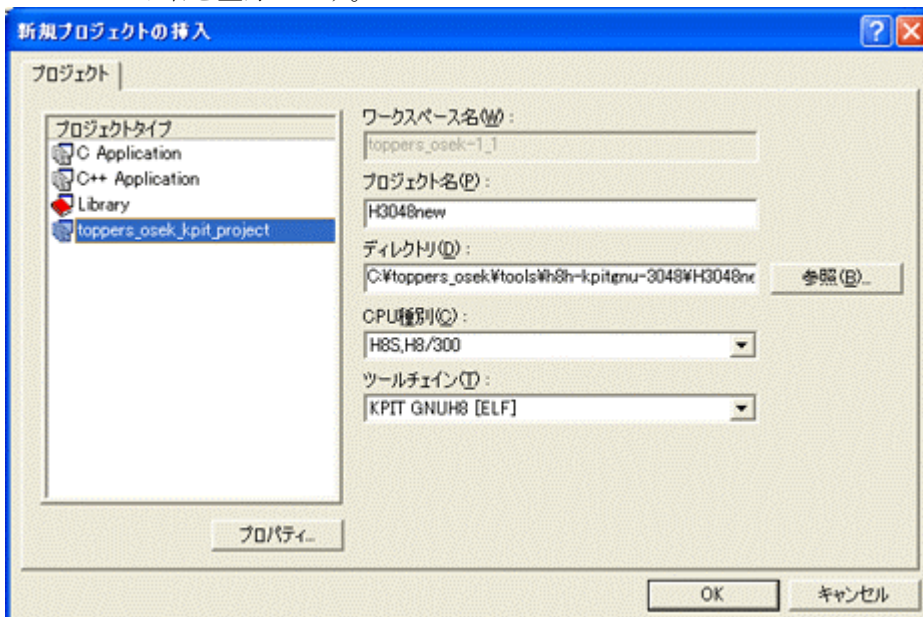 新規プロジェクトの挿入
プロジェクト
プロジェクトタイプ
C Application
C++ Application
Library
toppers_osek_kpit_project
プロパティ...
ワークスペース名(W) :
toppers_osek-1_1
プロジェクト名(P) :
H3048new
ディレクトリ(D) :
C:¥toppers_osek¥tools¥h8h-kpitgnu-3048¥H3048ne
参照(B)...
CPU種別(C) :
H8S,H8/300
ツールチェイン(T) :
KPIT GNUH8 [ELF]
OK
キャンセル